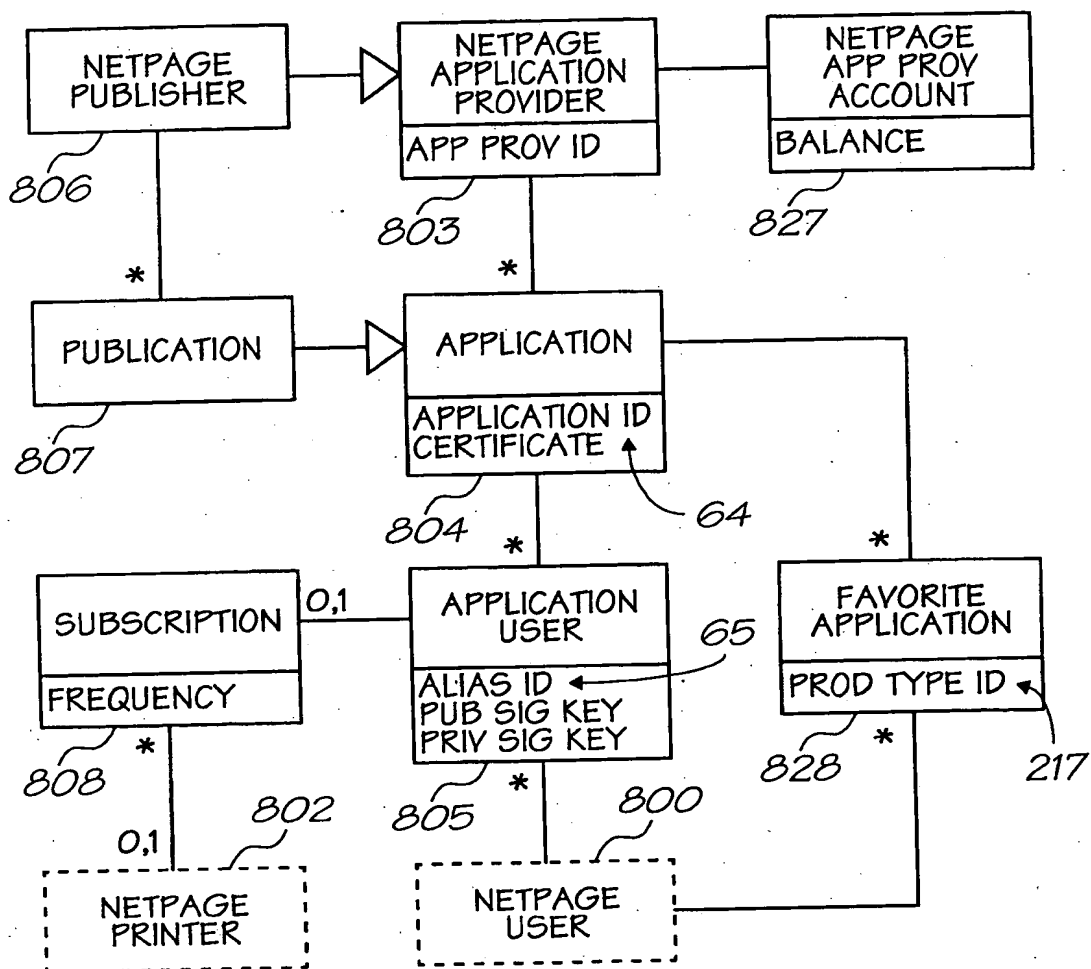 NETPAGE
PUBLISHER
806
NETPAGE
APPLICATION
PROVIDER
APP PROV ID
803
NETPAGE
APP PROV
ACCOUNT
BALANCE
827
*
*
PUBLICATION
807
APPLICATION
APPLICATION ID
CERTIFICATE
804
64
*
*
SUBSCRIPTION
FREQUENCY
808
0,1
APPLICATION
USER
ALIAS ID
PUB SIG KEY
PRIV SIG KEY
805
65
FAVORITE
APPLICATION
PROD TYPE ID
828
217
*
*
*
0,1
802
NETPAGE
PRINTER
800
NETPAGE
USER